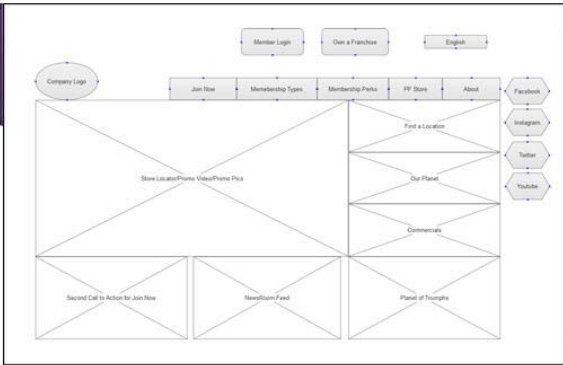 Member Login
Own a Franchise
English
Company Logo
Join Now
Memebership Types
Membership Perks
PF Store
About
Facebook
Instagram
Twitter
Youtube
Store Locator/Promo Video/Promo Pics
Find a Location
Our Planet
Commercials
Second Call to Action for Join Now
NewsRoom Feed
Planet of Triumphs